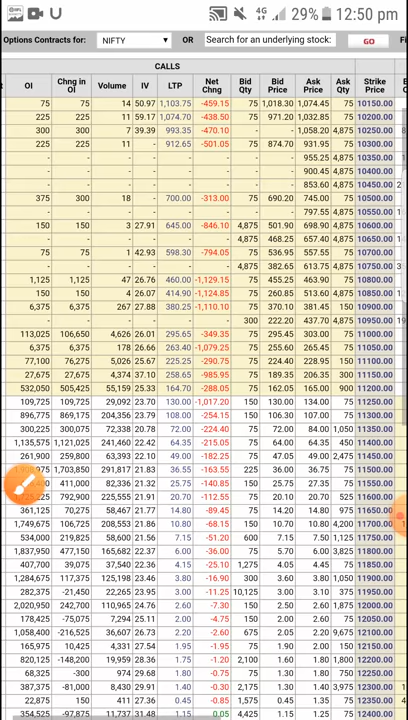 4G 29% 12:50 pm
Options Contracts for: NIFTY OR Search for an underlying stock: GO
CALLS
OI Chng in OI Volume IV LTP Net Chng Bid Qty Bid Price Ask Price Ask Qty Strike Price
75 75 14 50.97 1,103.75 -459.15 75 1,018.30 1,074.45 75 10150.00
225 225 11 59.17 1,074.70 -438.50 75 971.20 1,032.85 75 10200.00
300 300 7 39.39 993.35 -470.10 - - 1,058.20 4,875 10250.00
225 225 11 - 912.65 -501.05 75 874.70 931.95 75 10300.00
- - - - - - - - 955.25 4,875 10350.00
- - - - - - - - 900.45 4,875 10400.00
- - - - - - - - 853.60 4,875 10450.00
375 300 18 - 700.00 -313.00 75 690.20 745.00 75 10500.00
- - - - - - - - 797.55 4,875 10550.00
150 150 3 27.91 645.00 -846.10 4,875 501.90 698.90 4,875 10600.00
- - - - - - 4,875 468.25 657.40 4,875 10650.00
75 75 1 42.93 598.30 -794.05 75 536.95 557.55 75 10700.00
- - - - - - 4,875 382.65 613.75 4,875 10750.00
1,125 1,125 47 26.76 460.00 -1,129.15 75 455.25 463.90 75 10800.00
150 150 4 26.07 414.90 -1,124.85 75 260.85 513.60 4,875 10850.00
6,375 6,375 267 27.88 380.25 -1,110.10 75 370.10 381.45 150 10900.00
- - - - - - 300 222.20 437.70 4,875 10950.00
113,025 106,650 4,626 26.01 295.65 -349.35 75 295.45 303.00 75 11000.00
6,375 6,375 178 26.66 263.40 -1,079.25 75 255.60 265.45 75 11050.00
77,100 76,275 5,026 25.67 225.25 -290.75 75 224.40 228.95 150 11100.00
27,675 27,675 4,374 37.10 258.65 -985.95 75 189.35 206.35 300 11150.00
532,050 505,425 55,159 25.33 164.70 -288.05 75 162.05 165.00 900 11200.00
109,725 109,725 29,092 23.70 130.00 -1,017.00 150 130.00 134.00 75 11250.00
896,775 869,175 204,356 23.79 108.00 -254.15 150 106.30 107.00 75 11300.00
300,225 300,075 72,338 20.78 72.00 -224.40 75 72.00 84.00 1,050 11350.00
1,135,575 1,121,025 241,460 22.42 64.35 -215.05 75 64.00 64.35 450 11400.00
261,900 259,800 63,393 22.10 49.00 -182.25 75 47.05 49.00 2,475 11450.00
1,703,850 291,817 21.83 36.55 -163.55 225 36.00 36.75 75 11500.00
411,000 82,336 21.32 25.75 -140.85 150 25.75 27.35 75 11550.00
792,900 225,555 21.91 20.70 -112.55 75 20.10 20.70 525 11600.00
361,125 70,275 58,467 21.77 14.80 -89.45 75 14.20 14.80 975 11650.00
1,749,675 106,725 208,553 21.86 10.80 -68.15 150 10.70 10.80 4,200 11700.00
534,000 219,825 58,600 21.56 7.15 -51.20 600 7.15 7.50 1,125 11750.00
1,837,950 477,150 165,682 22.37 6.00 -36.00 75 5.70 6.00 3,825 11800.00
407,700 39,075 37,540 22.36 4.15 -25.10 1,275 4.05 4.45 75 11850.00
1,284,675 117,375 125,198 23.46 3.80 -16.90 300 3.60 3.80 1,050 11900.00
282,375 -21,450 22,265 23.95 3.00 -11.25 10,125 3.00 3.10 375 11950.00
2,020,950 242,700 110,965 24.76 2.60 -7.30 150 2.50 2.60 1,875 12000.00
178,425 -75,075 7,294 25.11 2.00 -4.75 150 2.00 2.60 75 12050.00
1,058,400 -216,525 36,607 26.73 2.20 -2.60 675 2.05 2.20 9,675 12100.00
165,975 10,425 4,331 27.54 1.95 -1.95 75 1.90 2.20 150 12150.00
820,125 -148,200 19,959 28.36 1.75 -1.20 2,100 1.60 1.80 1,800 12200.00
68,325 -300 974 29.68 1.80 -0.75 75 1.30 1.80 75 12250.00
387,375 -81,000 8,430 29.91 1.40 -0.30 2,175 1.30 1.40 3,975 12300.00
22,875 150 411 27.36 0.45 -0.85 1,575 0.45 1.35 750 12350.00
354,525 -97,875 11,737 31.48 1.15 0.05 4,425 1.15 1.25 75 12400.00